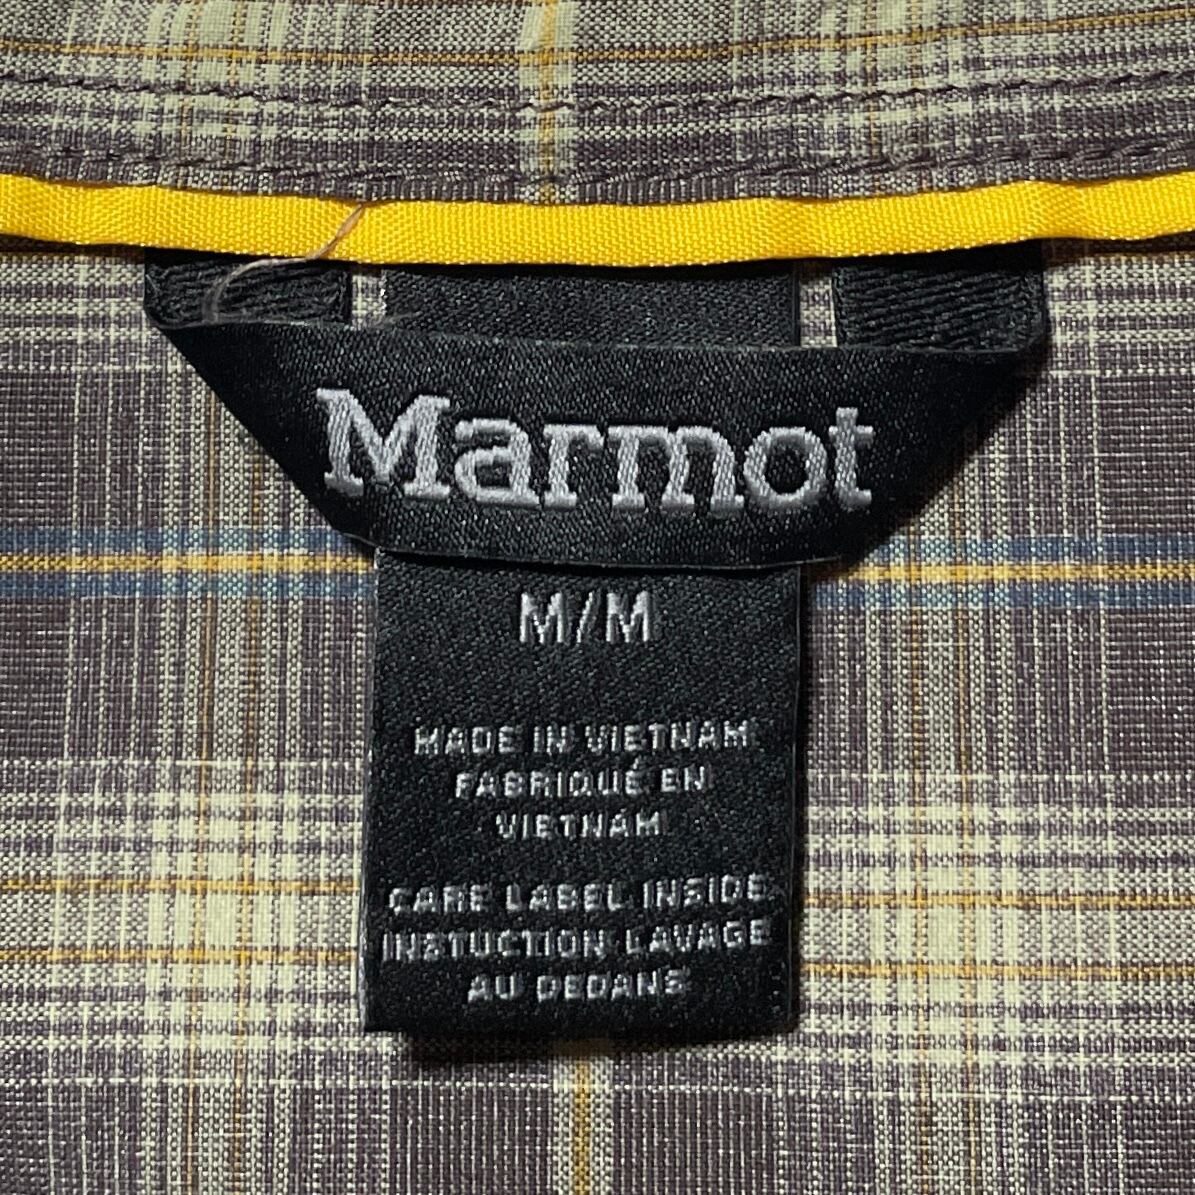 Marmot
M/M
MADE IN VIETNAM
FABRIQUÉ EN
VIETNAM
CARE LABEL INSIDE
INSTUCTION LAVAGE
AU DEDANS